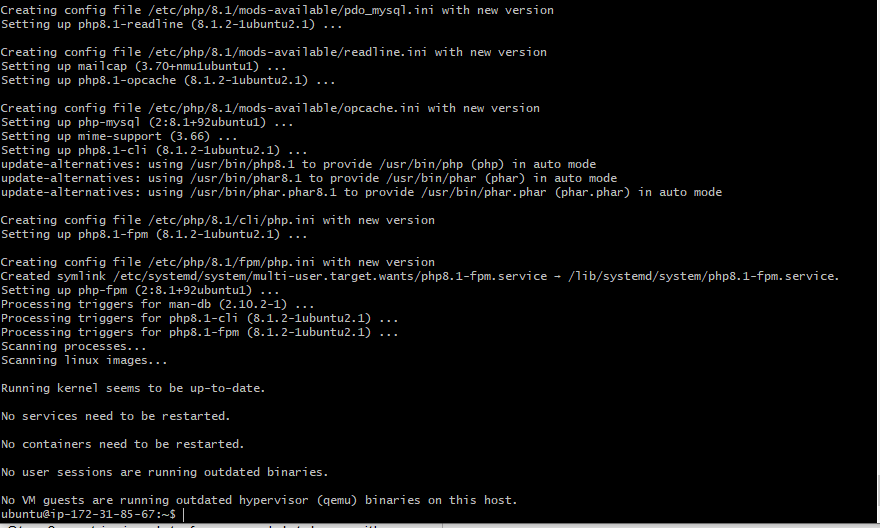 Creating config file /etc/php/8.1/mods-available/pdo_mysql.ini with new version
Setting up php8.1-readline (8.1.2-1ubuntu2.1) ...
Creating config file /etc/php/8.1/mods-available/readline.ini with new version
Setting up mailcap (3.70+nmu1ubuntu1) ...
Setting up php8.1-opcache (8.1.2-1ubuntu2.1) ...
Creating config file /etc/php/8.1/mods-available/opcache.ini with new version
Setting up php-mysql (2:8.1+92ubuntu1) ...
Setting up mime-support (3.66) ...
Setting up php8.1-cli (8.1.2-1ubuntu2.1) ...
update-alternatives: using /usr/bin/php8.1 to provide /usr/bin/php (php) in auto mode
update-alternatives: using /usr/bin/phar8.1 to provide /usr/bin/phar (phar) in auto mode
update-alternatives: using /usr/bin/phar.phar8.1 to provide /usr/bin/phar.phar (phar.phar) in auto mode
Creating config file /etc/php/8.1/cli/php.ini with new version
Setting up php8.1-fpm (8.1.2-1ubuntu2.1) ...
Creating config file /etc/php/8.1/fpm/php.ini with new version
Created symlink /etc/systemd/system/multi-user.target.wants/php8.1-fpm.service → /lib/systemd/system/php8.1-fpm.service.
Setting up php-fpm (2:8.1+92ubuntu1) ...
Processing triggers for man-db (2.10.2-1) ...
Processing triggers for php8.1-cli (8.1.2-1ubuntu2.1) ...
Processing triggers for php8.1-fpm (8.1.2-1ubuntu2.1) ...
Scanning processes...
Scanning linux images...
Running kernel seems to be up-to-date.
No services need to be restarted.
No containers need to be restarted.
No user sessions are running outdated binaries.
No VM guests are running outdated hypervisor (qemu) binaries on this host.
ubuntu@ip-172-31-85-67:~$